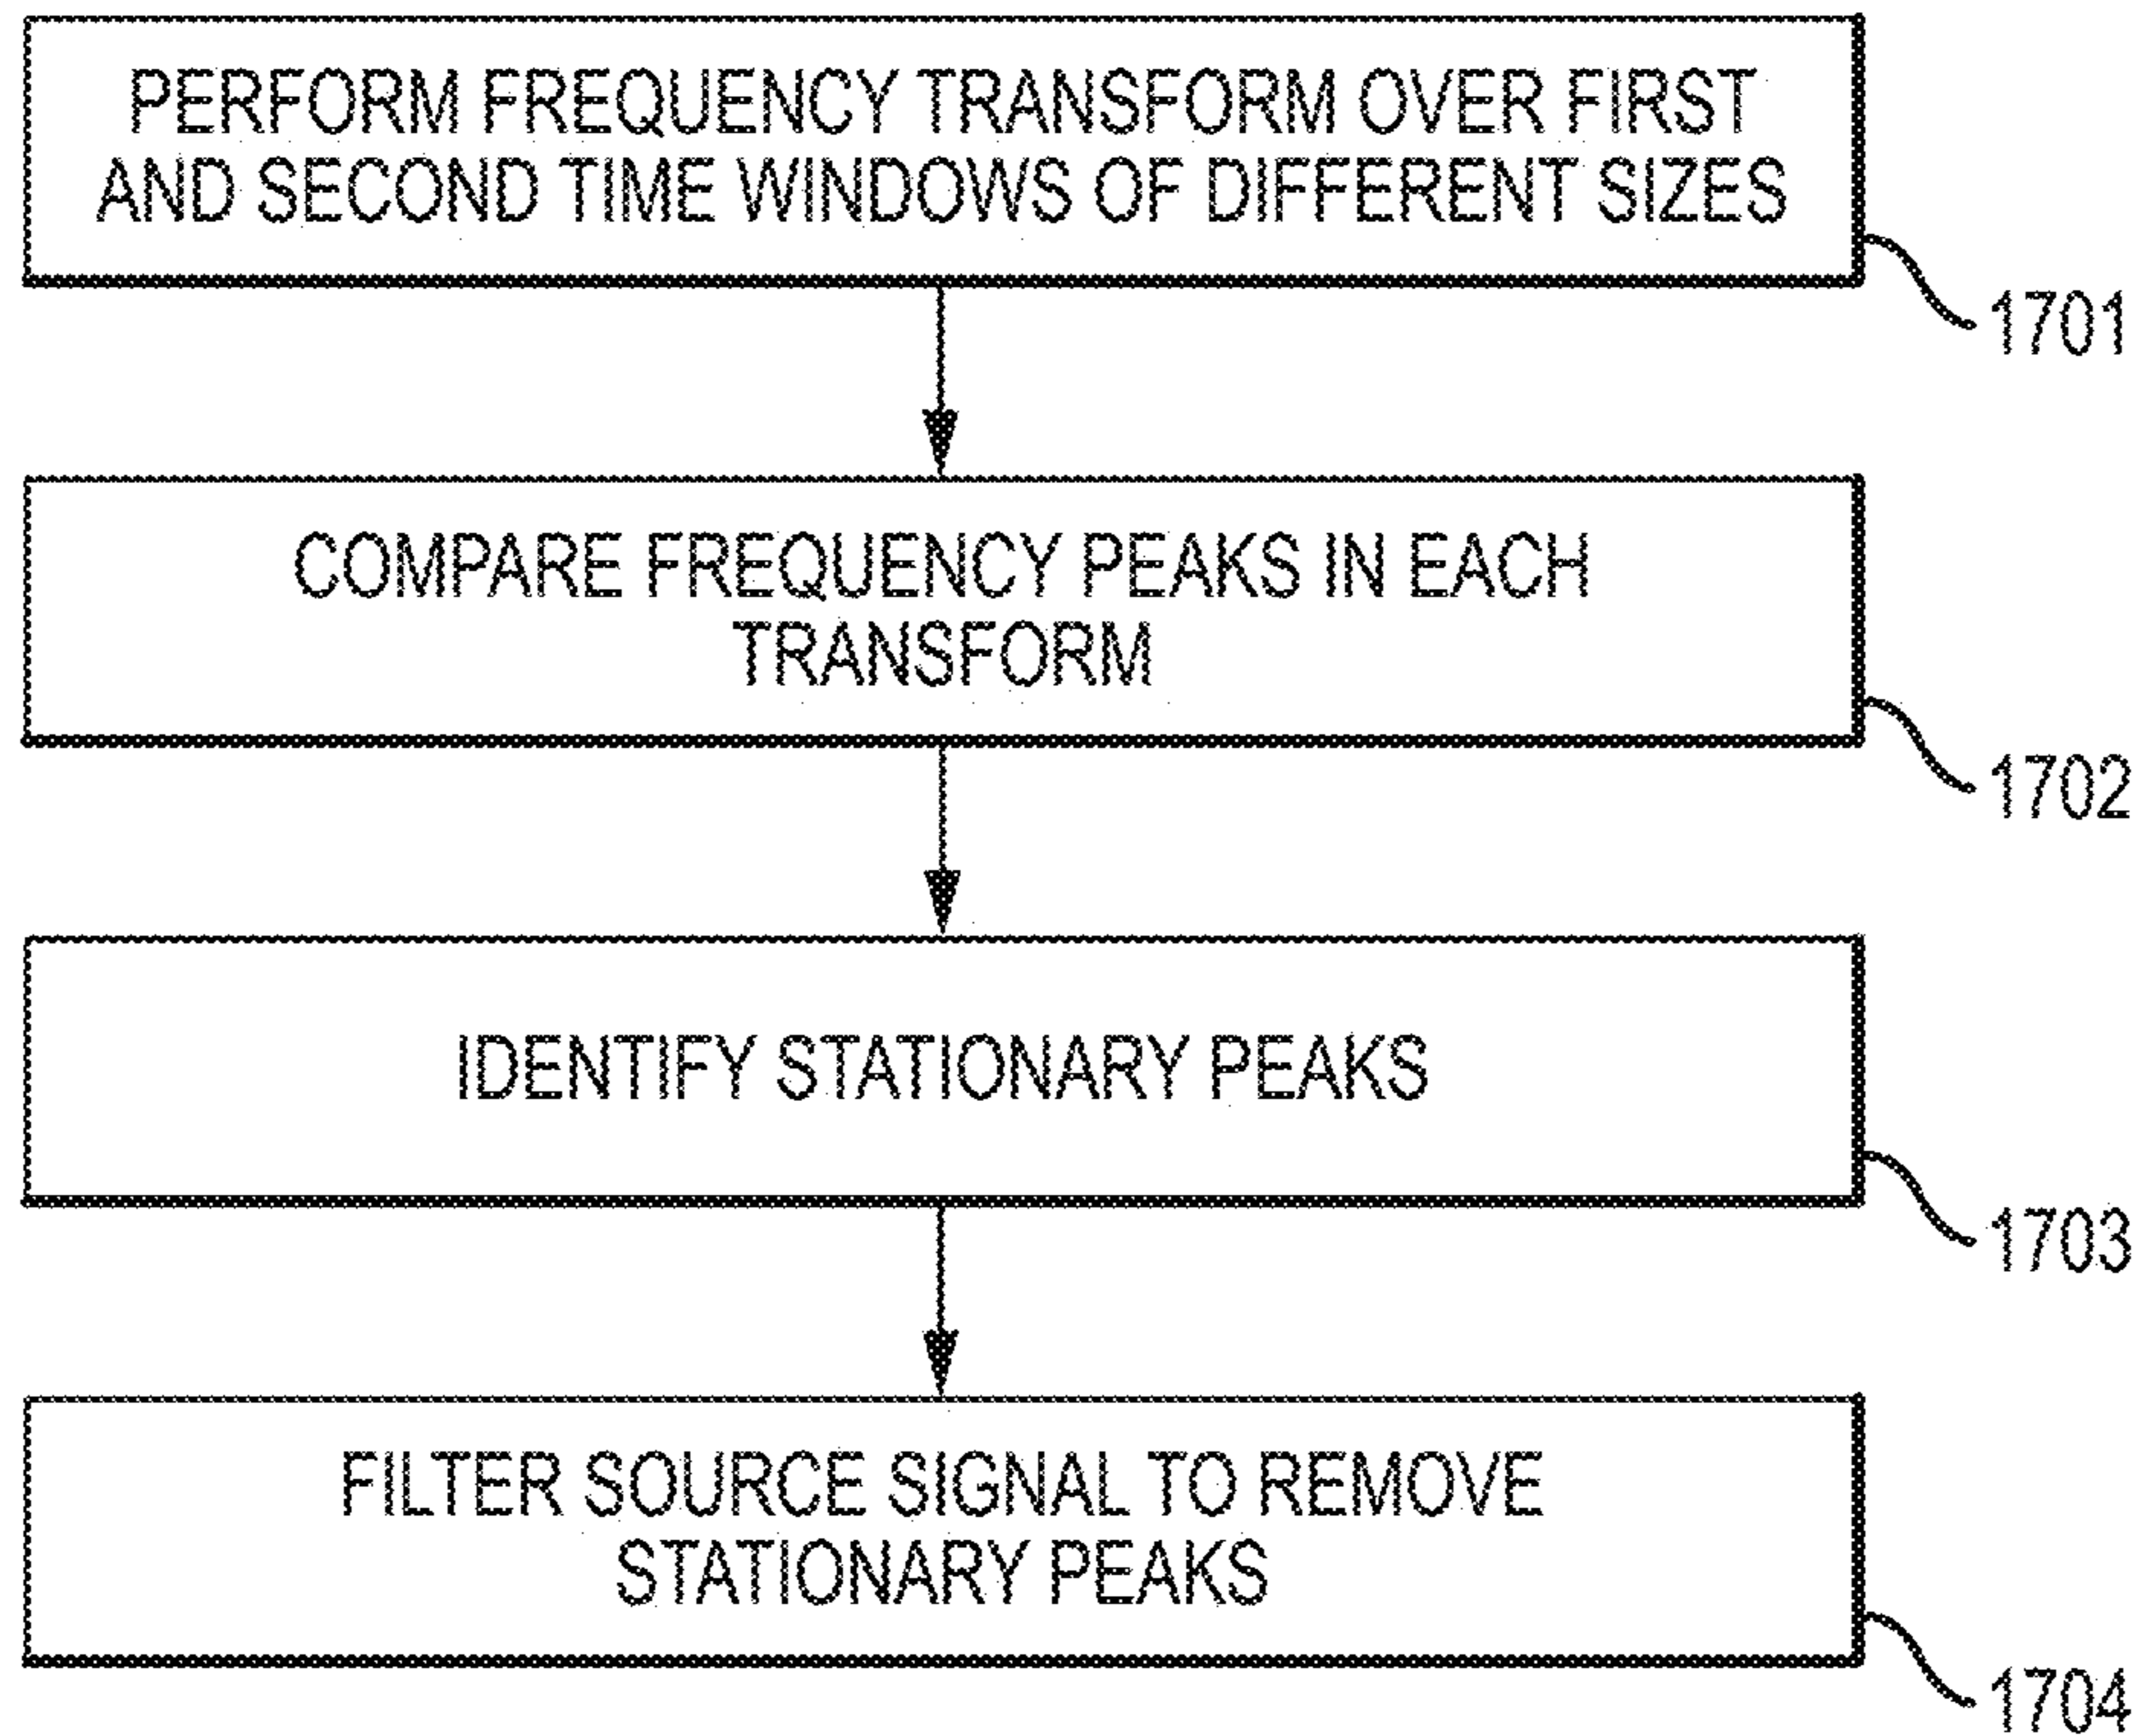 PERFORM FREQUENCY TRANSFORM OVER FIRST
AND SECOND TIME WINDOWS OF DIFFERENT SIZES
1701
COMPARE FREQUENCY PEAKS IN EACH
TRANSFORM
1702
IDENTIFY STATIONARY PEAKS
1703
FILTER SOURCE SIGNAL TO REMOVE
STATIONARY PEAKS
1704